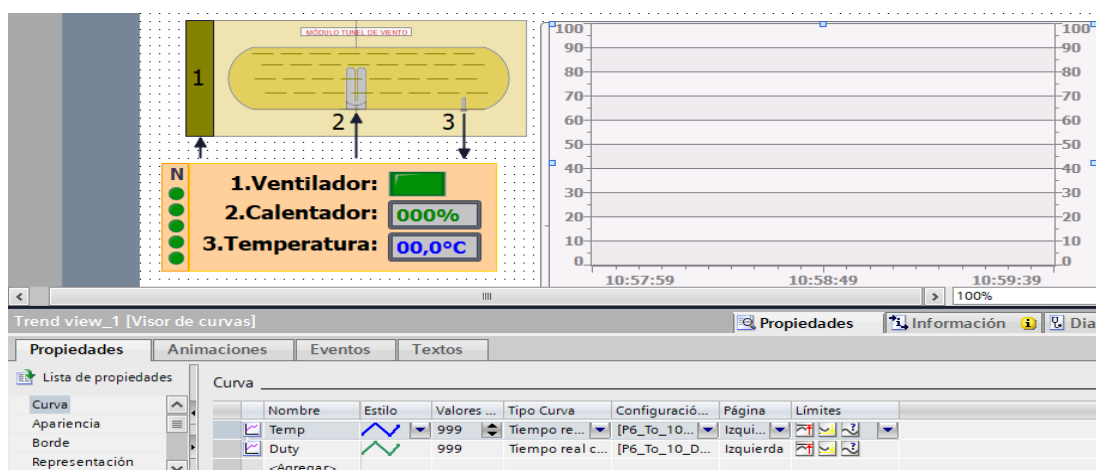 MÓDULO TUNEL DE VIENTO
1
2
3
N
1.Ventilador:
2.Calentador: 000%
3.Temperatura: 00,0°C
100 100
90 90
80 80
70 70
60 60
50 50
40 40
30 30
20 20
10 10
0 0
10:57:59 10:58:49 10:59:39
100%
Trend view_1 [Visor de curvas]
Propiedades Información Dia
Propiedades Animaciones Eventos Textos
Lista de propiedades
Curva
Apariencia
Borde
Representación
Curva
Nombre Estilo Valores ... Tipo Curva Configuració... Página Límites
Temp 999 Tiempo re... [P6_To_10... Izqui...
Duty 999 Tiempo real c... [P6_To_10_D... Izquierda
<Agregar>